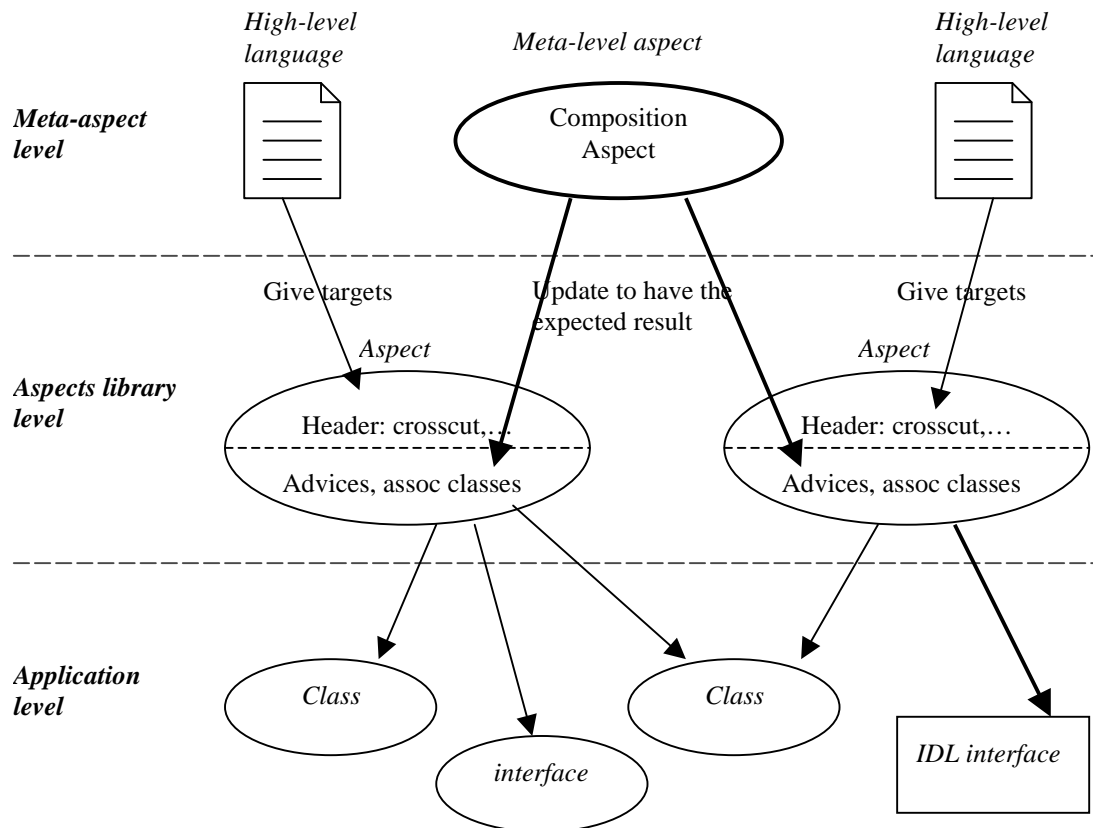 High-level
language
Meta-level aspect
High-level
language
Meta-aspect
level
Composition
Aspect
Give targets
Update to have the
expected result
Give targets
Aspect
Aspect
Aspects library
level
Header: crosscut,…
Header: crosscut,…
Advices, assoc classes
Advices, assoc classes
Application
level
Class
Class
interface
IDL interface